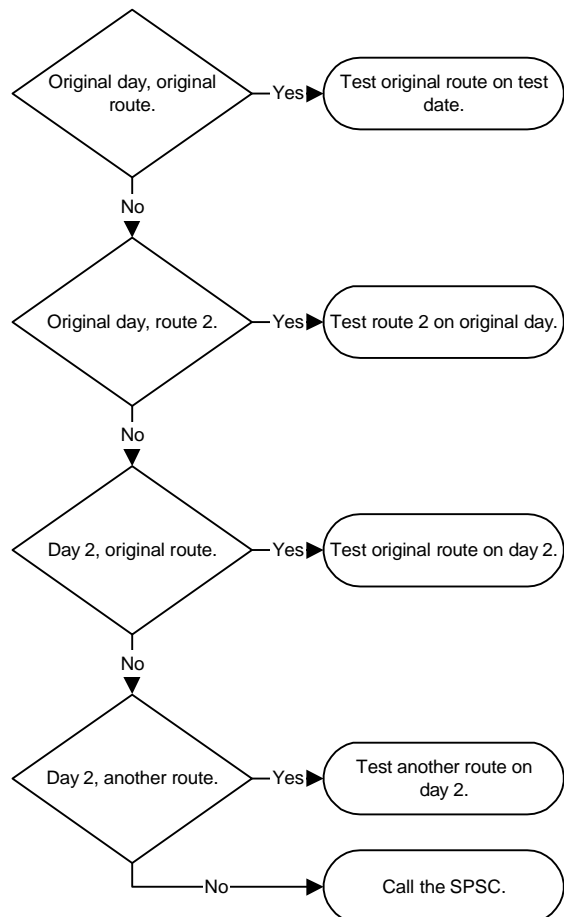 Original day, original
route.
Yes
Test original route on test
date.
No
Original day, route 2.
Yes
Test route 2 on original day.
No
Day 2, original route.
Yes
Test original route on day 2.
No
Day 2, another route.
Yes
Test another route on
day 2.
No
Call the SPSC.